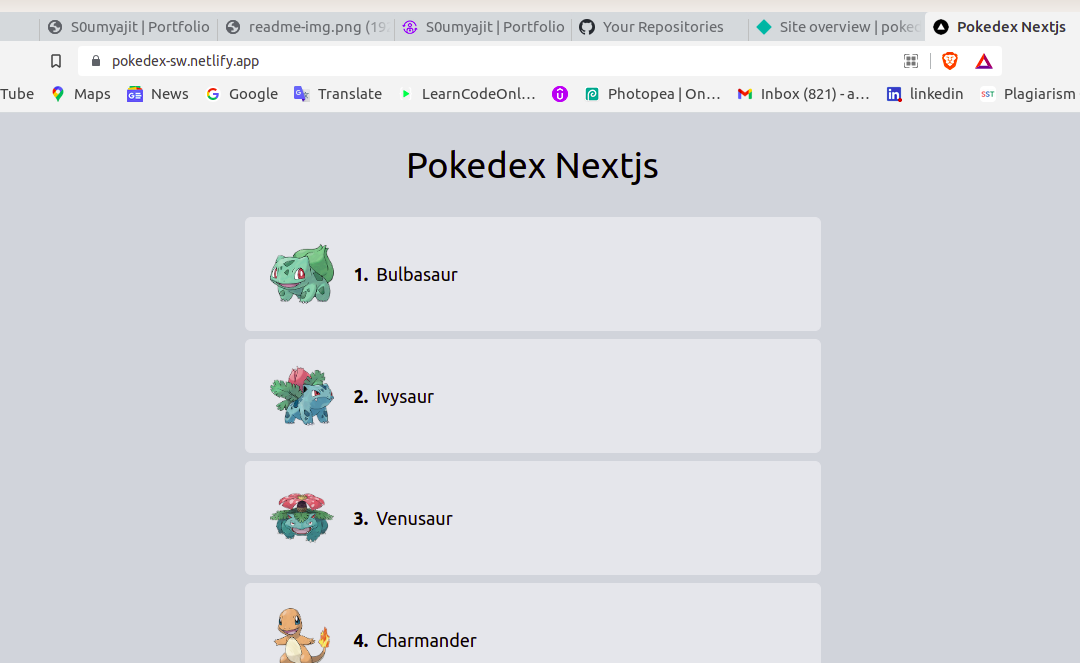 S0umyajit | Portfolio readme-img.png (19 S0umyajit | Portfolio Your Repositories Site overview | poked Pokedex Nextjs
pokedex-sw.netlify.app
Tube Maps News Google Translate LearnCodeOnl... Photopea | On... Inbox (821) - a... linkedin SST Plagiarism
Pokedex Nextjs
1. Bulbasaur
2. Ivysaur
3. Venusaur
4. Charmander